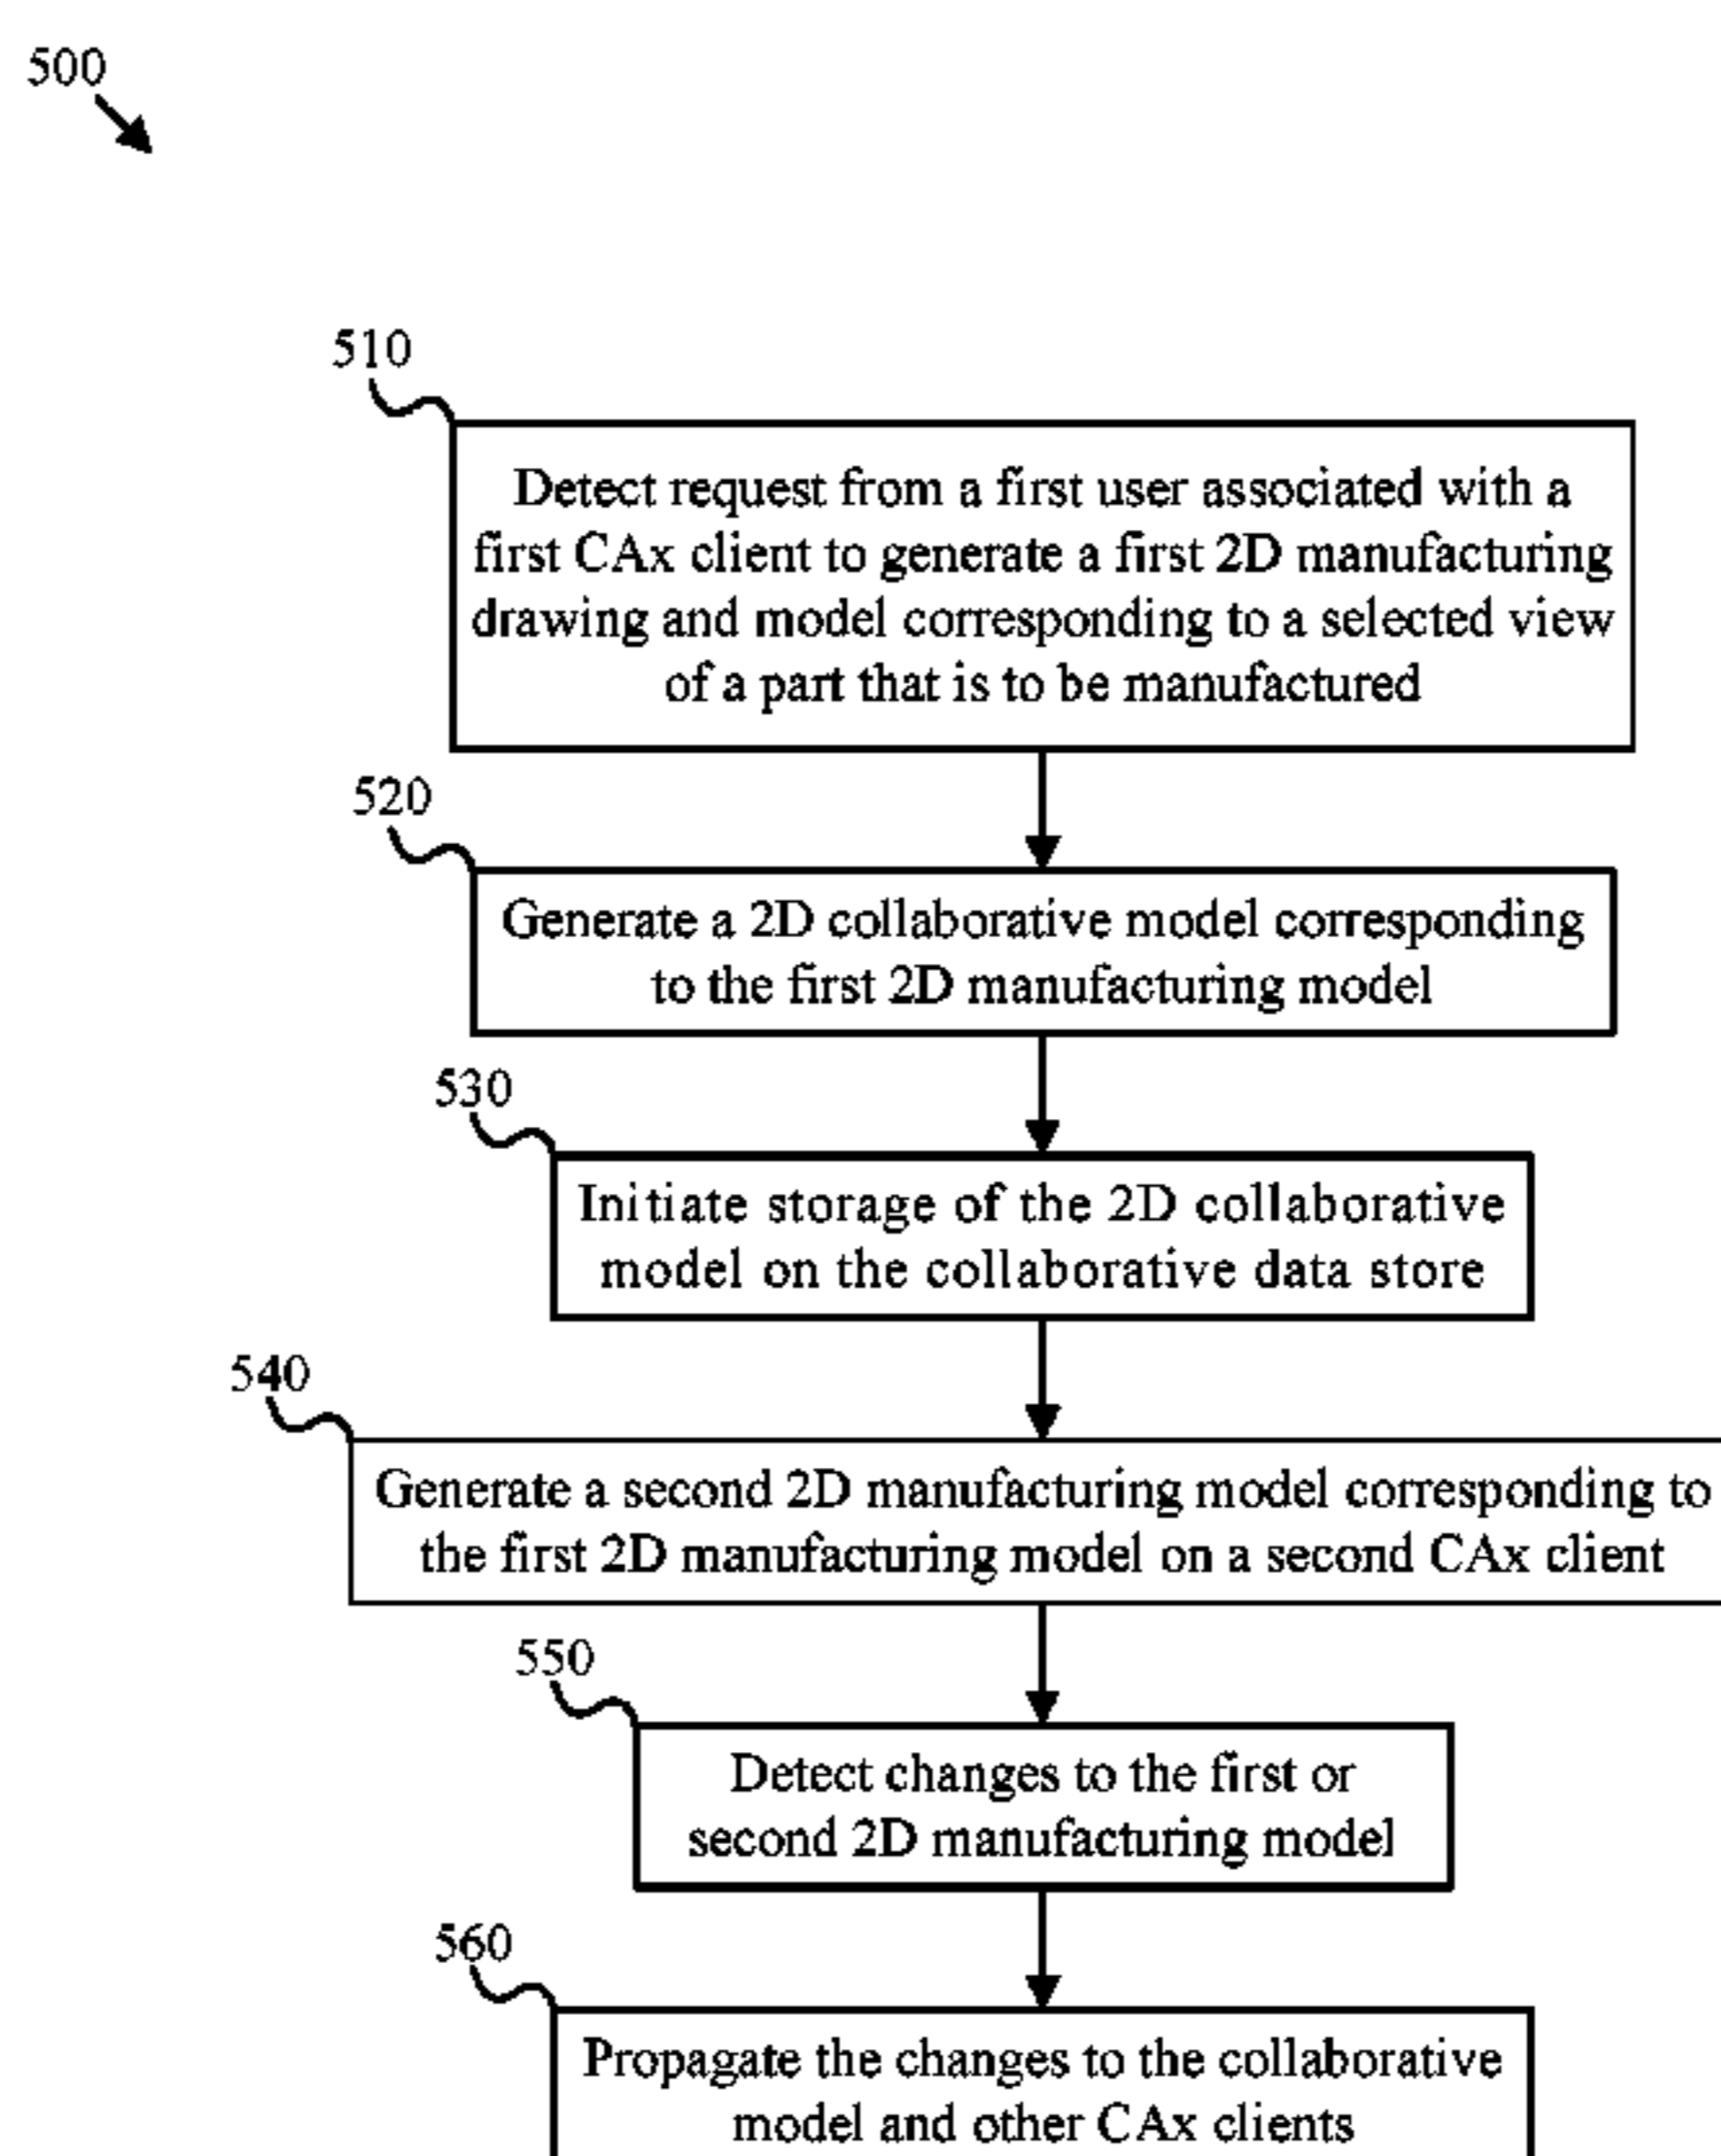 500
510
Detect request from a first user associated with a
first CAx client to generate a first 2D manufacturing
drawing and model corresponding to a selected view
of a part that is to be manufactured
520
Generate a 2D collaborative model corresponding
to the first 2D manufacturing model
530
Initiate storage of the 2D collaborative
model on the collaborative data store
540
Generate a second 2D manufacturing model corresponding to
the first 2D manufacturing model on a second CAx client
550
Detect changes to the first or
second 2D manufacturing model
560
Propagate the changes to the collaborative
model and other CAx clients